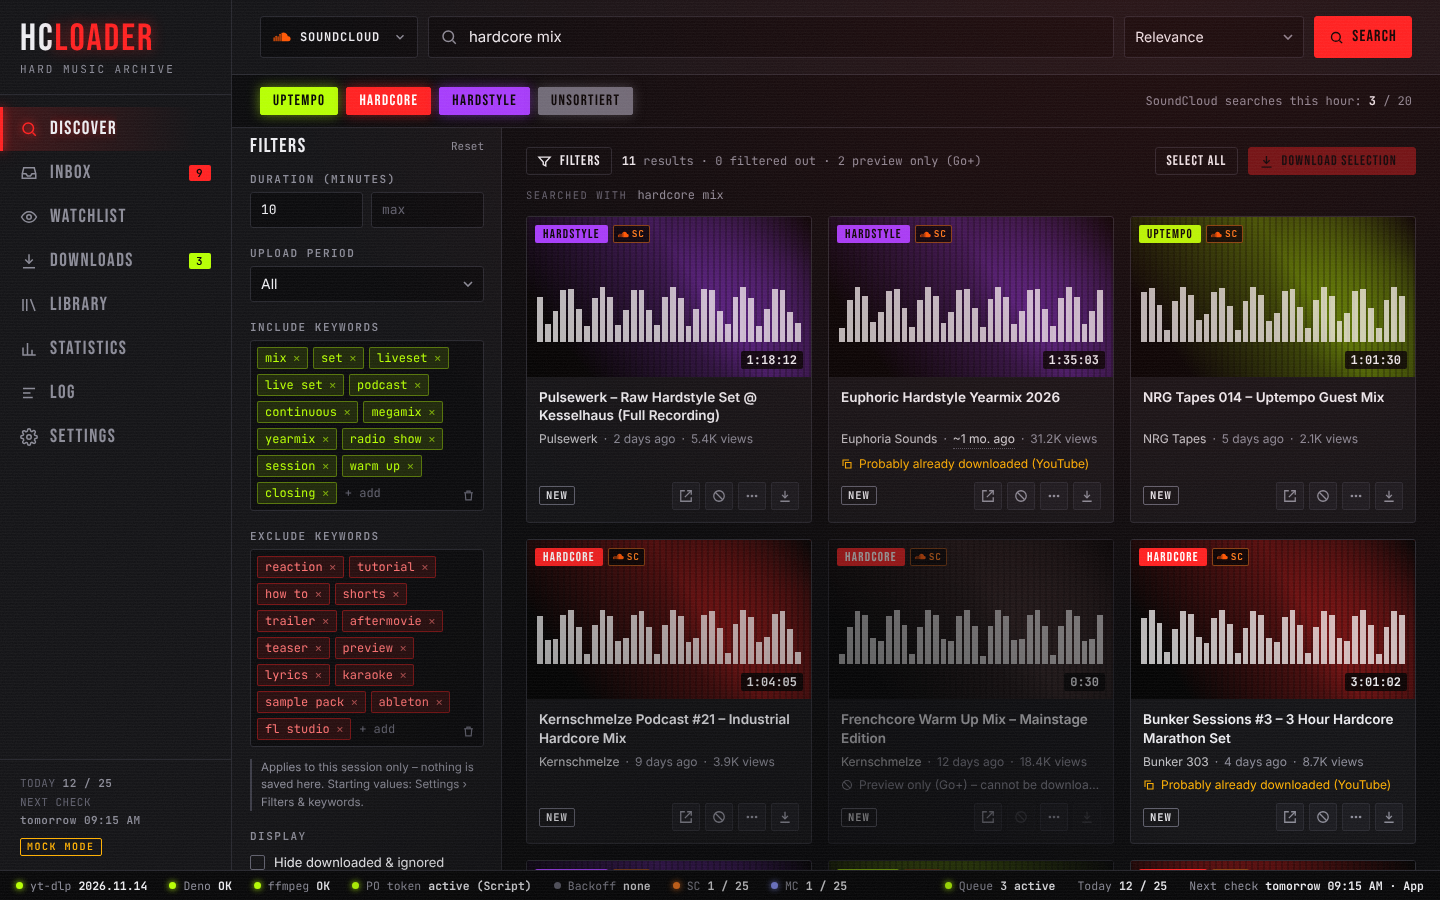 HCLOADER
HARD MUSIC ARCHIVE
DISCOVER
INBOX 9
WATCHLIST
DOWNLOADS 3
LIBRARY
STATISTICS
LOG
SETTINGS
TODAY 12 / 25
NEXT CHECK
tomorrow 09:15 AM
MOCK MODE
SOUNDCLOUD
hardcore mix
Relevance
SEARCH
UPTEMPO HARDCORE HARDSTYLE UNSORTIERT
SoundCloud searches this hour: 3 / 20
FILTERS Reset
DURATION (MINUTES)
10 max
UPLOAD PERIOD
All
INCLUDE KEYWORDS
mix × set × liveset ×
live set × podcast ×
continuous × megamix ×
yearmix × radio show ×
session × warm up ×
closing × + add
EXCLUDE KEYWORDS
reaction × tutorial ×
how to × shorts ×
trailer × aftermovie ×
teaser × preview ×
lyrics × karaoke ×
sample pack × ableton ×
fl studio × + add
Applies to this session only – nothing is
saved here. Starting values: Settings ›
Filters & keywords.
DISPLAY
Hide downloaded & ignored
FILTERS 11 results · 0 filtered out · 2 preview only (Go+)
SELECT ALL DOWNLOAD SELECTION
SEARCHED WITH hardcore mix
HARDSTYLE SC
1:18:12
Pulsewerk – Raw Hardstyle Set @
Kesselhaus (Full Recording)
Pulsewerk · 2 days ago · 5.4K views
NEW
HARDSTYLE SC
1:35:03
Euphoric Hardstyle Yearmix 2026
Euphoria Sounds · ~1 mo. ago · 31.2K views
Probably already downloaded (YouTube)
NEW
UPTEMPO SC
1:01:30
NRG Tapes 014 – Uptempo Guest Mix
NRG Tapes · 5 days ago · 2.1K views
NEW
HARDCORE SC
1:04:05
Kernschmelze Podcast #21 – Industrial
Hardcore Mix
Kernschmelze · 9 days ago · 3.9K views
NEW
HARDCORE SC
0:30
Frenchcore Warm Up Mix – Mainstage
Edition
Kernschmelze · 12 days ago · 18.4K views
Preview only (Go+) – cannot be downloa...
NEW
HARDCORE SC
3:01:02
Bunker Sessions #3 – 3 Hour Hardcore
Marathon Set
Bunker 303 · 4 days ago · 8.7K views
Probably already downloaded (YouTube)
NEW
yt-dlp 2026.11.14 Deno OK ffmpeg OK PO token active (Script) Backoff none SC 1 / 25 MC 1 / 25 Queue 3 active Today 12 / 25 Next check tomorrow 09:15 AM · App